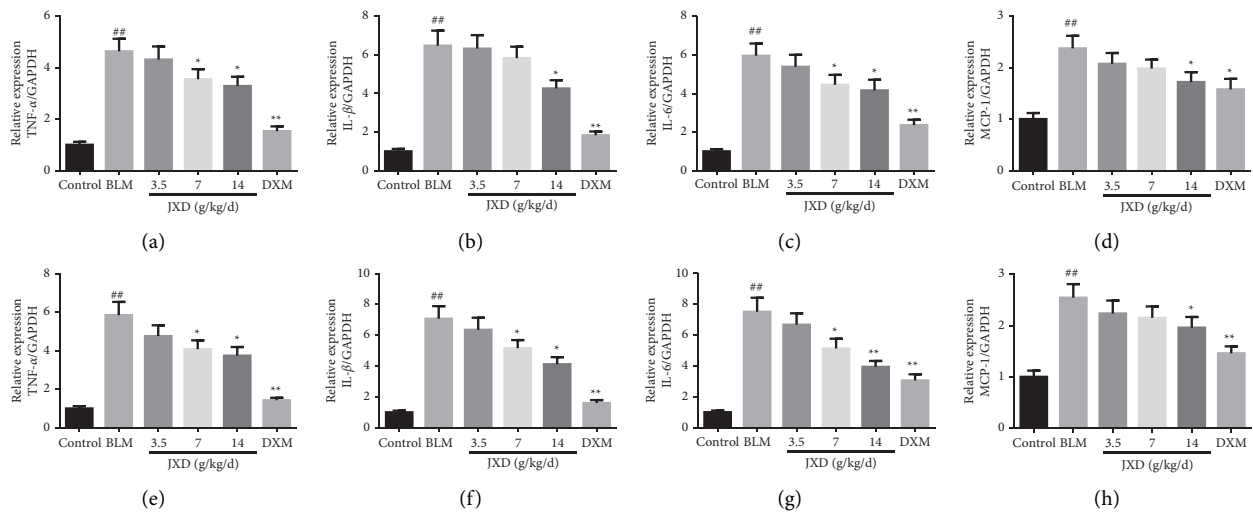 Relative expression
TNF-α/GAPDH
6
4
2
0
##
*
*
**
Control BLM 3.5 7 14 DXM
JXD (g/kg/d)
(a)
Relative expression
IL-β/GAPDH
8
6
4
2
0
##
*
**
Control BLM 3.5 7 14 DXM
JXD (g/kg/d)
(b)
Relative expression
IL-6/GAPDH
8
6
4
2
0
##
*
*
**
Control BLM 3.5 7 14 DXM
JXD (g/kg/d)
(c)
Relative expression
MCP-1/GAPDH
3
2
1
0
##
*
*
Control BLM 3.5 7 14 DXM
JXD (g/kg/d)
(d)
Relative expression
TNF-α/GAPDH
8
6
4
2
0
##
*
*
**
Control BLM 3.5 7 14 DXM
JXD (g/kg/d)
(e)
Relative expression
IL-β/GAPDH
10
8
6
4
2
0
##
*
*
**
Control BLM 3.5 7 14 DXM
JXD (g/kg/d)
(f)
Relative expression
IL-6/GAPDH
10
8
6
4
2
0
##
*
**
**
Control BLM 3.5 7 14 DXM
JXD (g/kg/d)
(g)
Relative expression
MCP-1/GAPDH
3
2
1
0
##
*
**
Control BLM 3.5 7 14 DXM
JXD (g/kg/d)
(h)